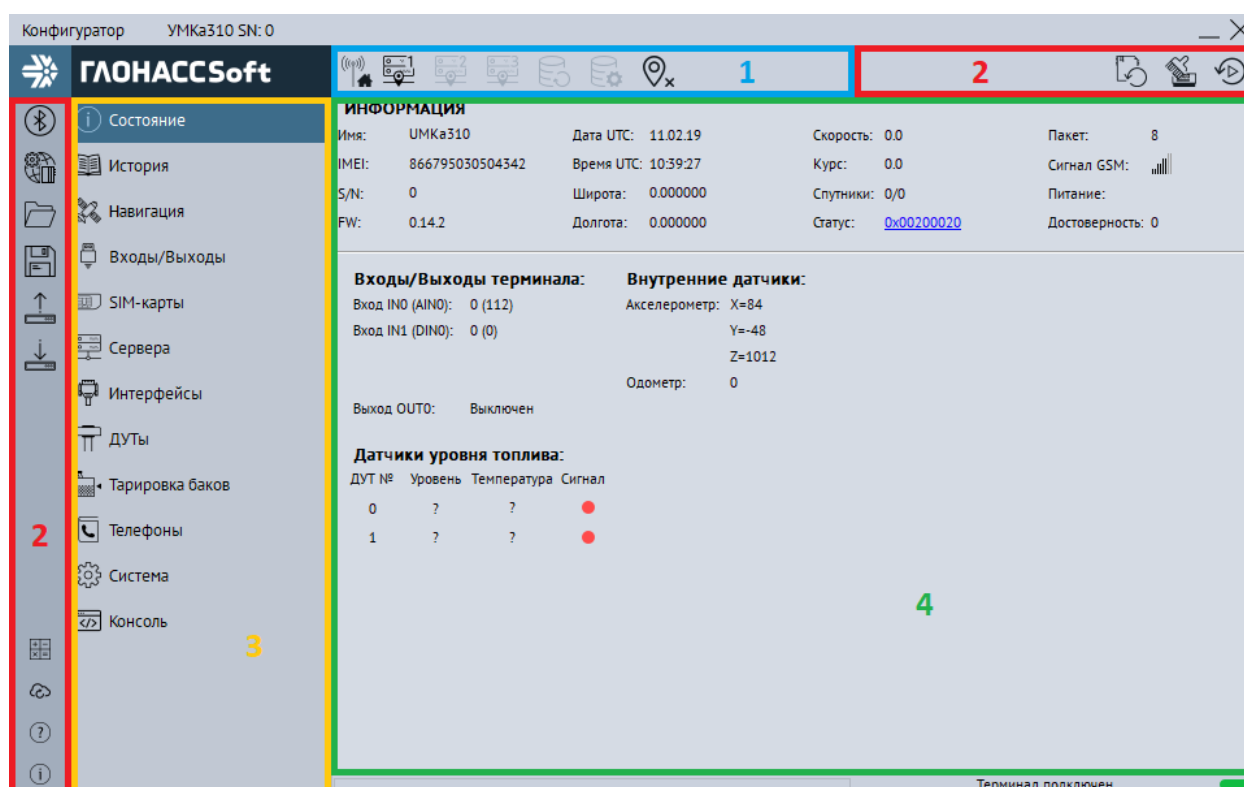 Конфигуратор УМКа310 SN: 0
ГЛОНАССSoft
1
2
3
1
2
ИНФОРМАЦИЯ
Имя: UMKa310 Дата UTC: 11.02.19 Скорость: 0.0 Пакет: 8
IMEI: 866795030504342 Время UTC: 10:39:27 Курс: 0.0 Сигнал GSM:
S/N: 0 Широта: 0.000000 Спутники: 0/0 Питание:
FW: 0.14.2 Долгота: 0.000000 Статус: 0x00200020 Достоверность: 0
Состояние
История
Навигация
Входы/Выходы
SIM-карты
Сервера
Интерфейсы
ДУТы
Тарировка баков
Телефоны
Система
Консоль
2
3
Входы/Выходы терминала: Внутренние датчики:
Вход IN0 (AIN0): 0 (112) Акселерометр: X=84
Вход IN1 (DIN0): 0 (0) Y=-48
Z=1012
Одометр: 0
Выход OUT0: Выключен
Датчики уровня топлива:
ДУТ № Уровень Температура Сигнал
0 ? ?
1 ? ?
4
Терминал подключен